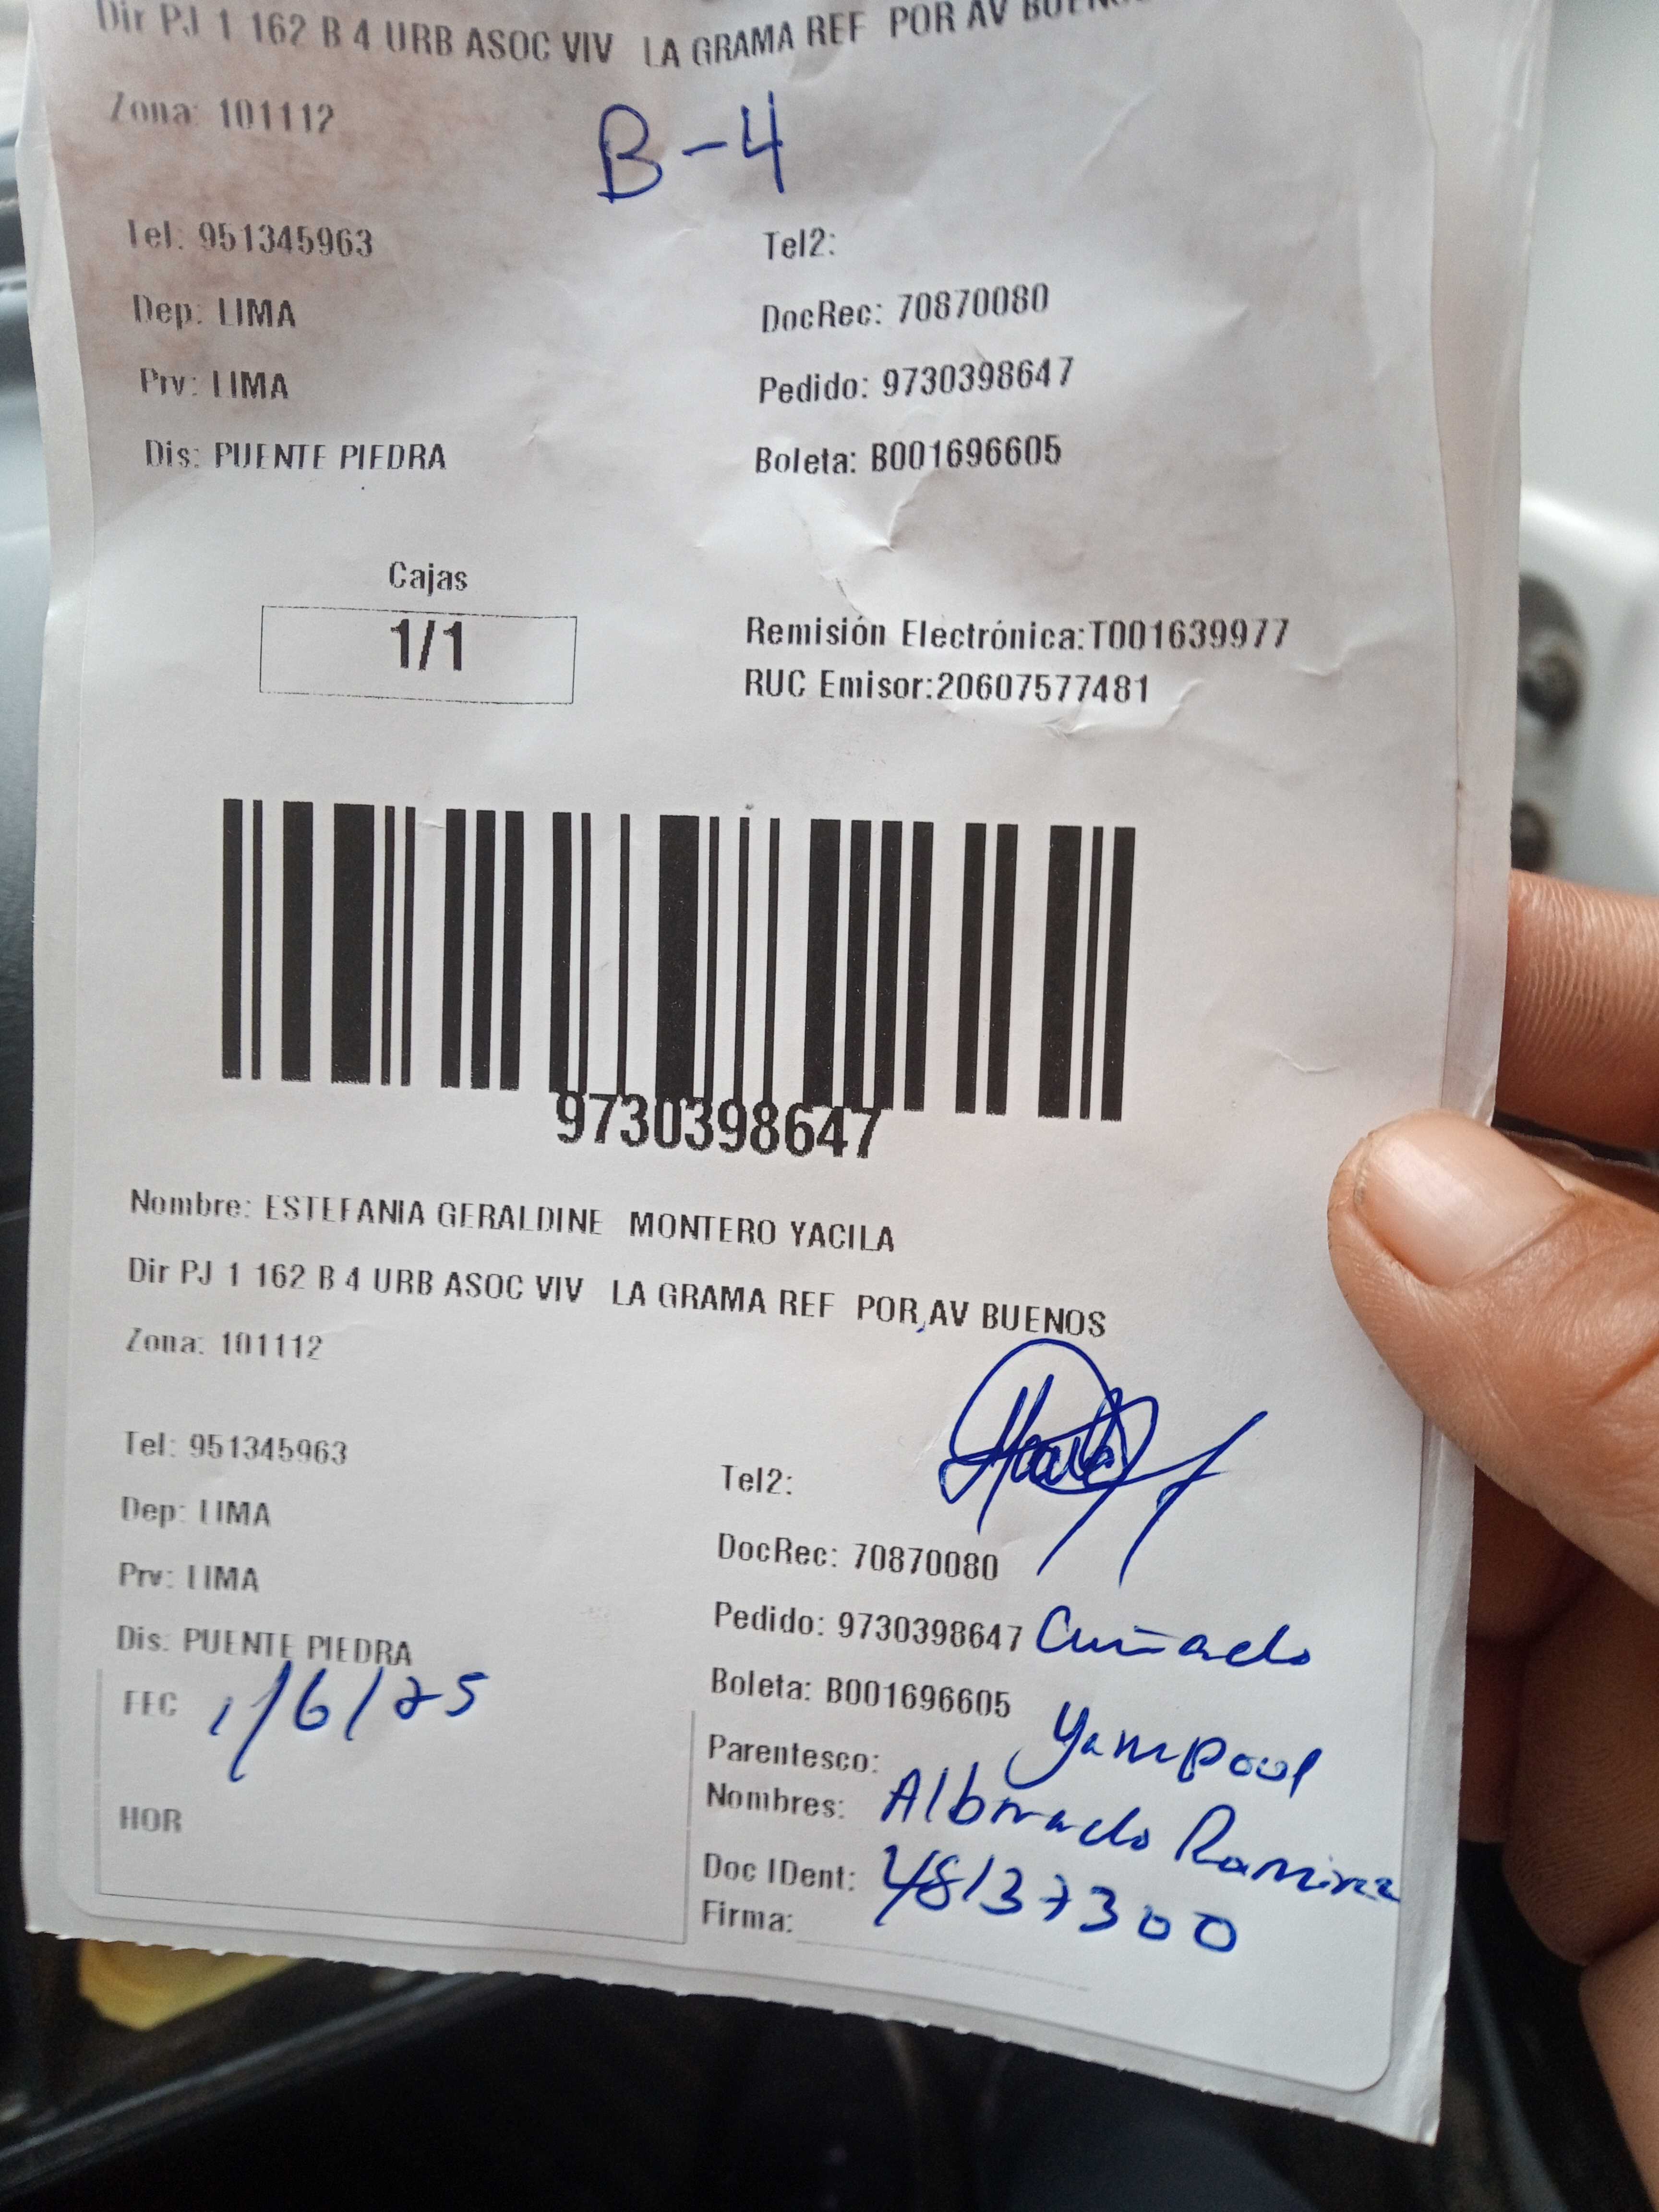 Dir PJ 1 162 B 4 URB ASOC VIV LA GRAMA REF POR AV
Zona: 101112
B-4
Tel: 951345963 Tel2:
Dep: LIMA DocRec: 70870080
Prv: LIMA Pedido: 9730398647
Dis: PUENTE PIEDRA Boleta: B001696605
Cajas
1/1
Remisión Electrónica:T001639977
RUC Emisor:20607577481
9730398647
Nombre: ESTEFANIA GERALDINE MONTERO YACILA
Dir PJ 1 162 B 4 URB ASOC VIV LA GRAMA REF POR AV BUENOS
Zona: 101112
Tel: 951345963 Tel2:
Dep: LIMA DocRec: 70870080
Prv: LIMA Pedido: 9730398647 Cuñado
Dis: PUENTE PIEDRA Boleta: B001696605
FEC 1/6/25
HOR
Parentesco: Yampool
Nombres: Albrado
Doc IDent: 48137300
Firma: